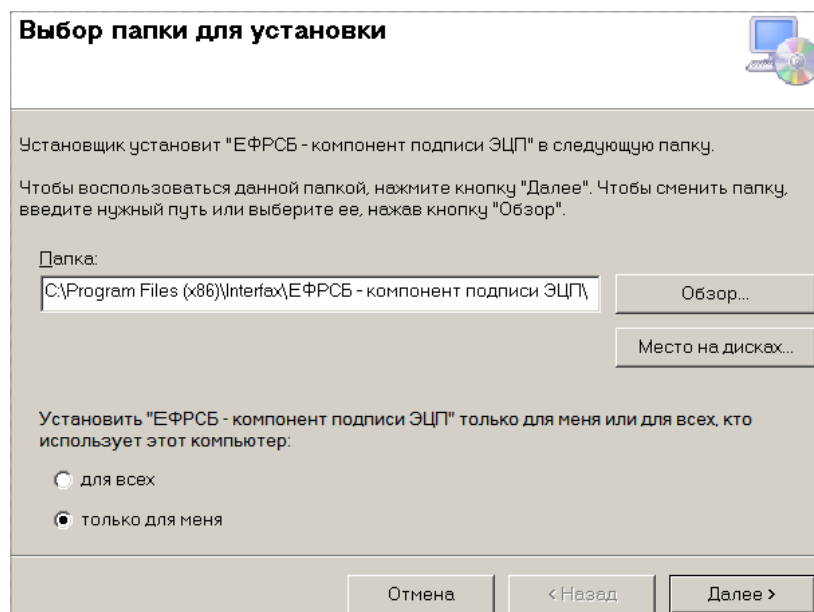 Выбор папки для установки
Установщик установит "ЕФРСБ - компонент подписи ЭЦП" в следующую папку.
Чтобы воспользоваться данной папкой, нажмите кнопку "Далее". Чтобы сменить папку,
введите нужный путь или выберите ее, нажав кнопку "Обзор".
Папка:
C:\Program Files (x86)\Interfax\ЕФРСБ - компонент подписи ЭЦП\
Обзор...
Место на дисках...
Установить "ЕФРСБ - компонент подписи ЭЦП" только для меня или для всех, кто
использует этот компьютер:
для всех
только для меня
Отмена
< Назад
Далее >